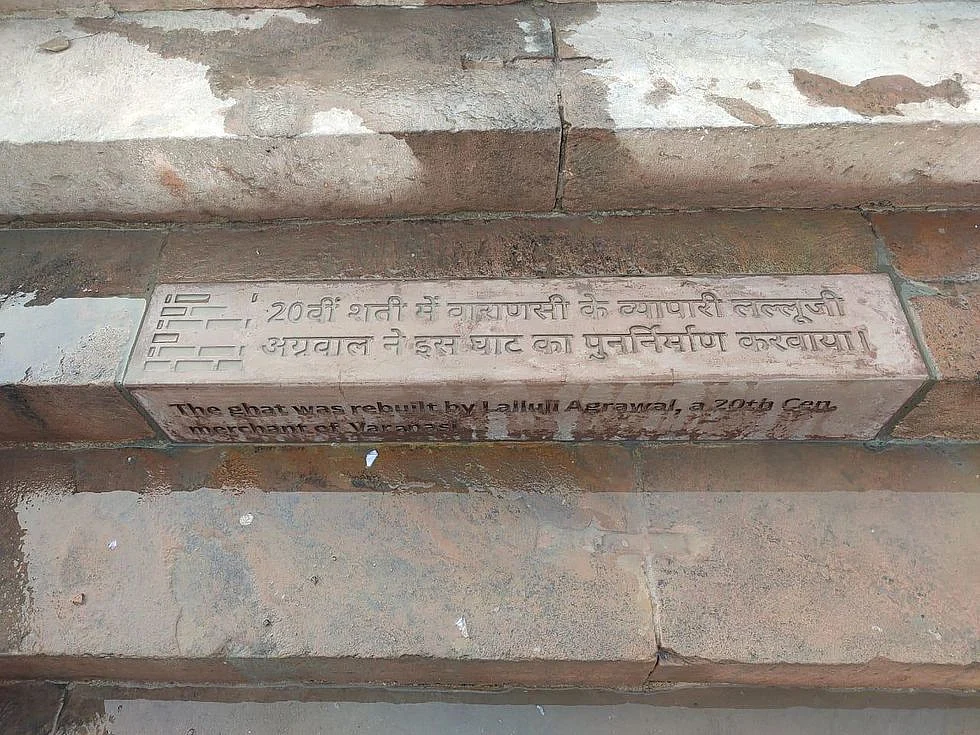 20वीं शती में वाराणसी के व्यापारी लल्लूजी
अग्रवाल ने इस घाट का पुनर्निर्माण करवाया।
The ghat was rebuilt by Lalluji Agrawal, a 20th Cen.
merchant of Varanasi